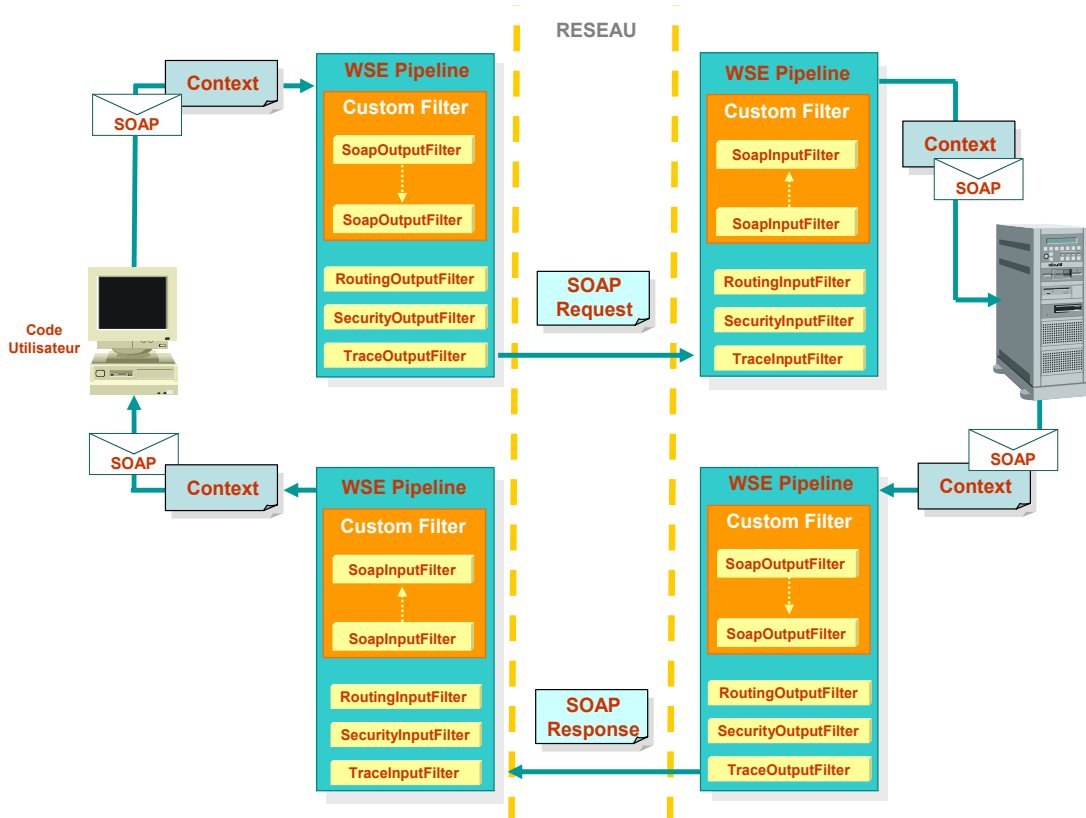 RESEAU
WSE Pipeline
Custom Filter
SoapOutputFilter
SoapOutputFilter
RoutingOutputFilter
SecurityOutputFilter
TraceOutputFilter
Context
SOAP
Code
Utilisateur
SOAP
Request
WSE Pipeline
Custom Filter
SoapInputFilter
SoapInputFilter
RoutingInputFilter
SecurityInputFilter
TraceInputFilter
Context
SOAP
SOAP
Context
WSE Pipeline
Custom Filter
SoapInputFilter
SoapInputFilter
RoutingInputFilter
SecurityInputFilter
TraceInputFilter
SOAP
Response
WSE Pipeline
Custom Filter
SoapOutputFilter
SoapOutputFilter
RoutingOutputFilter
SecurityOutputFilter
TraceOutputFilter
SOAP
Context